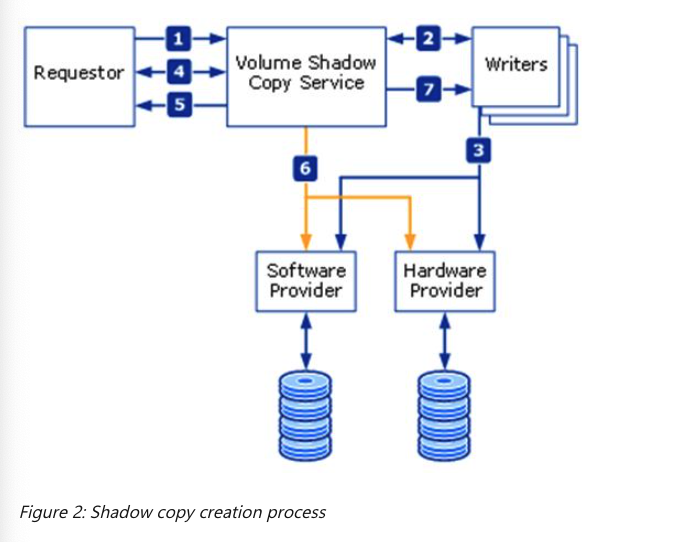 1
2
Requestor
4
Volume Shadow
Copy Service
Writers
7
5
3
6
Software
Provider
Hardware
Provider
Figure 2: Shadow copy creation process